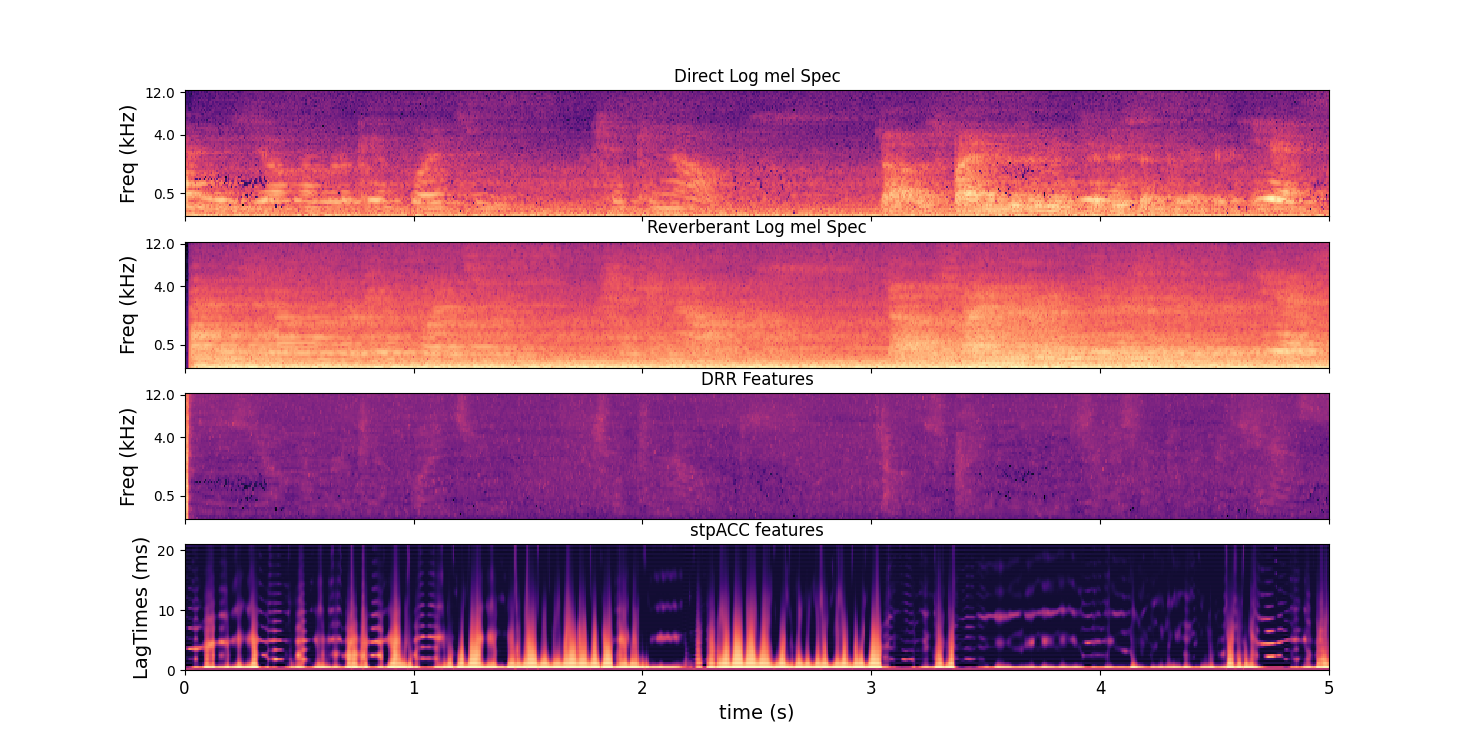 Direct Log mel Spec
12.0
4.0
0.5
Freq (kHz)
Reverberant Log mel Spec
12.0
4.0
0.5
Freq (kHz)
DRR Features
12.0
4.0
0.5
Freq (kHz)
stpACC features
20
10
0
LagTimes (ms)
0 1 2 3 4 5
time (s)